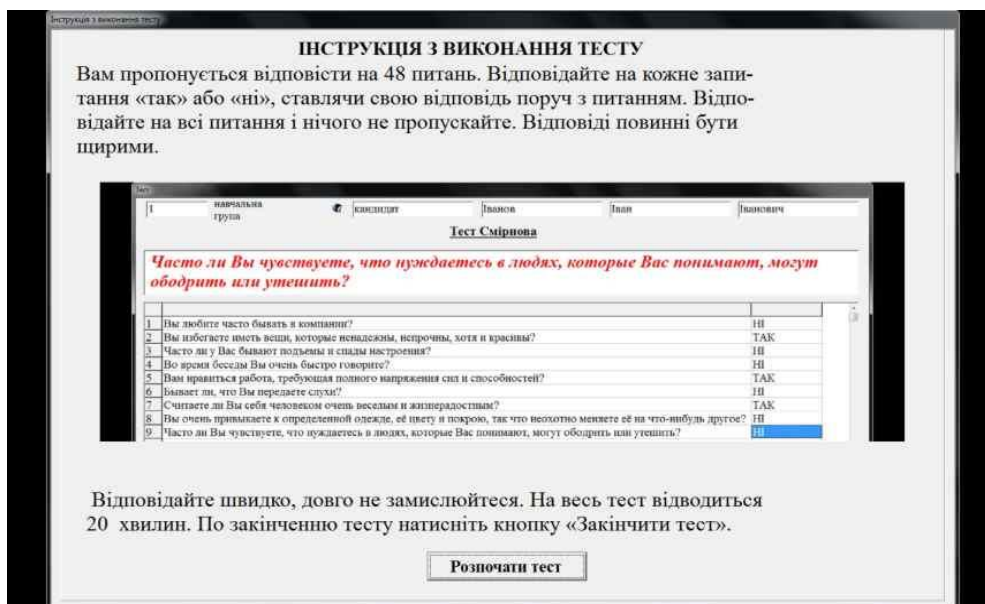 Інструкція з виконання тесту
ІНСТРУКЦІЯ З ВИКОНАННЯ ТЕСТУ
Вам пропонується відповісти на 48 питань. Відповідайте на кожне запи-
тання «так» або «ні», ставлячи свою відповідь поруч з питанням. Відпо-
відайте на всі питання і нічого не пропускайте. Відповіді повинні бути
щирими.
Тест
1 навчальна група кандидат Іванов Іван Іванович
Тест Смірнова
Часто ли Вы чувствуете, что нуждаетесь в людях, которые Вас понимают, могут
ободрить или утешить?
1 Вы любите часто бывать в компании? НІ
2 Вы избегаете иметь вещи, которые ненадежны, непрочны, хотя и красивы? ТАК
3 Часто ли у Вас бывают подъемы и спады настроения? НІ
4 Во время беседы Вы очень быстро говорите? НІ
5 Вам нравиться работа, требующая полного напряжения сил и способностей? ТАК
6 Бывает ли, что Вы передаете слухи? НІ
7 Считаете ли Вы себя человеком очень веселым и жизнерадостным? ТАК
8 Вы очень привыкаете к определенной одежде, её цвету и покрою, так что неохотно меняете её на что-нибудь другое? НІ
9 Часто ли Вы чувствуете, что нуждаетесь в людях, которые Вас понимают, могут ободрить или утешить? НІ
Відповідайте швидко, довго не замислюйтеся. На весь тест відводиться
20 хвилин. По закінченню тесту натисніть кнопку «Закінчити тест».
Розпочати тест